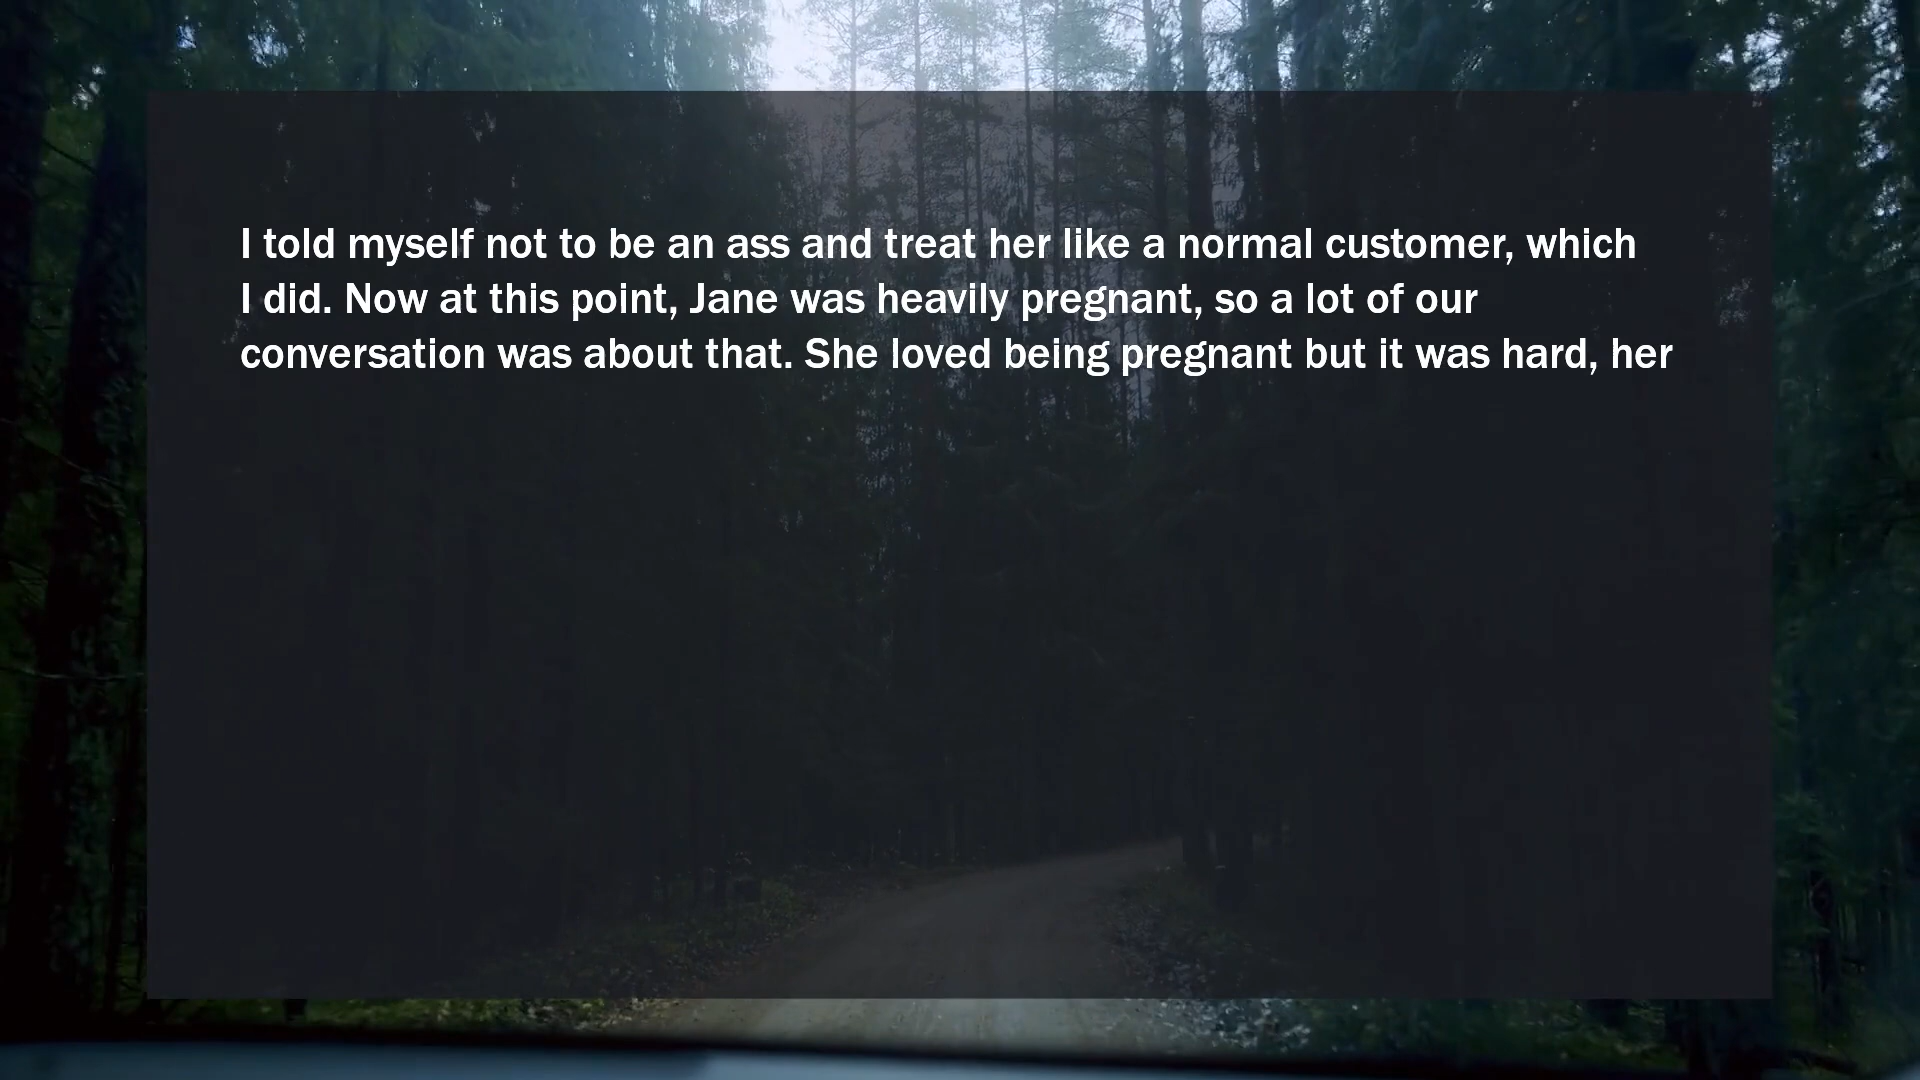 I told myself not to be an ass and treat her like a normal customer, which
I did. Now at this point, Jane was heavily pregnant, so a lot of our
conversation was about that. She loved being pregnant but it was hard, her